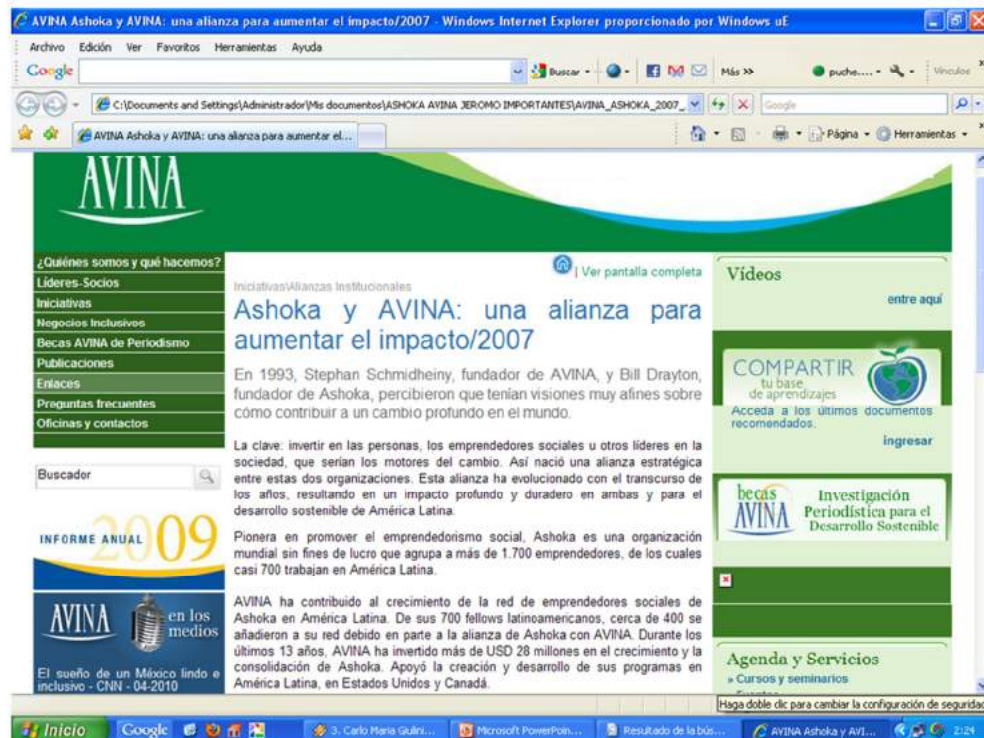 AVINA Ashoka y AVINA: una alianza para aumentar el impacto/2007 - Windows Internet Explorer proporcionado por Windows uE
Archivo Edición Ver Favoritos Herramientas Ayuda
Google
Buscar
Más >>
puche....
Vínculos
C:\Documents and Settings\Administrador\Mis documentos\ASHOKA AVINA JEROMO IMPORTANTES\AVINA_ASHOKA_2007_
Google
AVINA Ashoka y AVINA: una alianza para aumentar el...
Página
Herramientas
AVINA
¿Quiénes somos y qué hacemos?
Líderes-Socios
Iniciativas
Negocios Inclusivos
Becas AVINA de Periodismo
Publicaciones
Enlaces
Preguntas frecuentes
Oficinas y contactos
Buscador
INFORME ANUAL 2009
AVINA en los
medios
El sueño de un México lindo e
inclusivo - CNN - 04-2010
| Ver pantalla completa
Iniciativas\Alianzas Institucionales
Ashoka y AVINA: una alianza para
aumentar el impacto/2007
En 1993, Stephan Schmidheiny, fundador de AVINA, y Bill Drayton,
fundador de Ashoka, percibieron que tenían visiones muy afines sobre
cómo contribuir a un cambio profundo en el mundo.
La clave: invertir en las personas, los emprendedores sociales u otros líderes en la
sociedad, que serían los motores del cambio. Así nació una alianza estratégica
entre estas dos organizaciones. Esta alianza ha evolucionado con el transcurso de
los años, resultando en un impacto profundo y duradero en ambas y para el
desarrollo sostenible de América Latina.
Pionera en promover el emprendedorismo social, Ashoka es una organización
mundial sin fines de lucro que agrupa a más de 1.700 emprendedores, de los cuales
casi 700 trabajan en América Latina.
AVINA ha contribuido al crecimiento de la red de emprendedores sociales de
Ashoka en América Latina. De sus 700 fellows latinoamericanos, cerca de 400 se
añadieron a su red debido en parte a la alianza de Ashoka con AVINA. Durante los
últimos 13 años, AVINA ha invertido más de USD 28 millones en el crecimiento y la
consolidación de Ashoka. Apoyó la creación y desarrollo de sus programas en
América Latina, en Estados Unidos y Canadá.
Vídeos
entre aquí
COMPARTIR
tu base
de aprendizajes
Acceda a los últimos documentos
recomendados.
ingresar
becas
AVINA
Investigación
Periodística para el
Desarrollo Sostenible
Agenda y Servicios
» Cursos y seminarios
Haga doble clic para cambiar la configuración de seguridad
Inicio
Google
3. Carlo Maria Giulini...
Microsoft PowerPoin...
Resultado de la bús...
AVINA Ashoka y AVI...
2:24